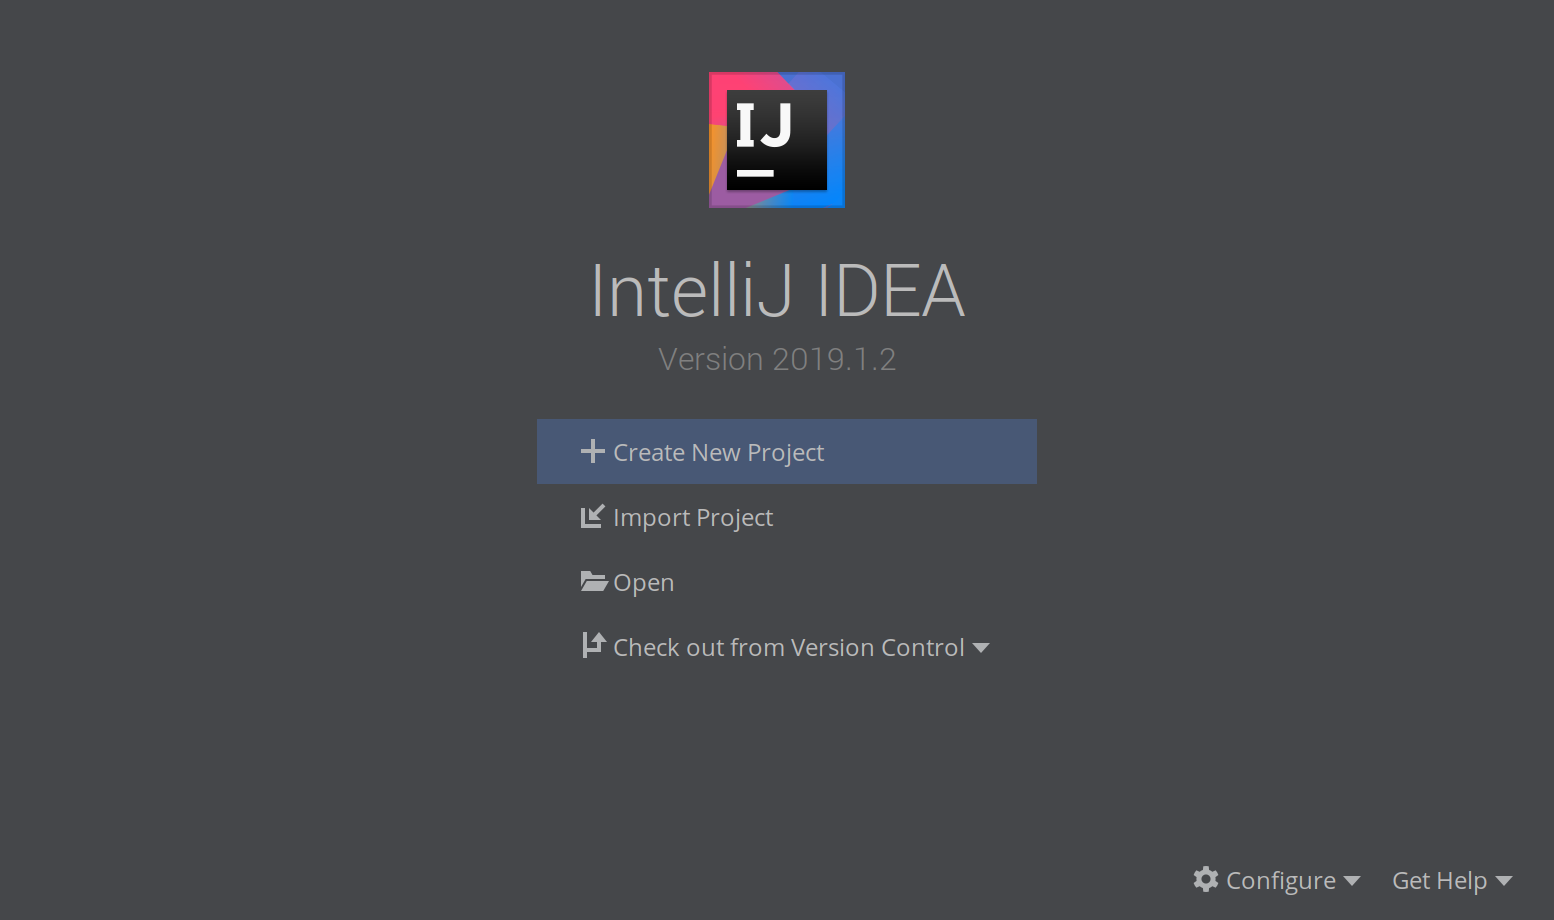 IJ
IntelliJ IDEA
Version 2019.1.2
Create New Project
Import Project
Open
Check out from Version Control
Configure Get Help